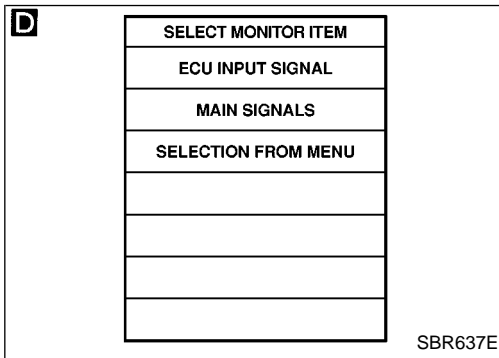 D
SELECT MONITOR ITEM
ECU INPUT SIGNAL
MAIN SIGNALS
SELECTION FROM MENU
SBR637E